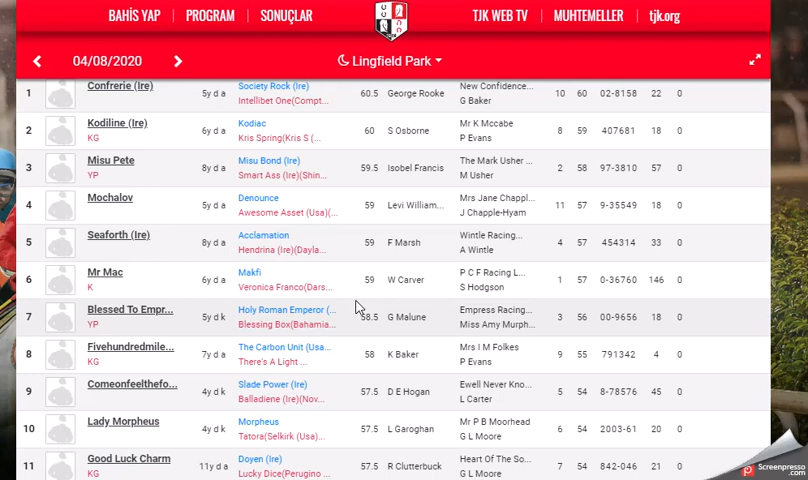 BAHİS YAP PROGRAM SONUÇLAR TJK WEB TV MUHTEMELLER tjk.org
04/08/2020 Lingfield Park
1 Confrerie (Ire) 5y d a Society Rock (Ire) Intellibet One(Compt... 60.5 George Rooke New Confidence... G Baker 10 60 02-8158 22 0
2 Kodiline (Ire) KG 6y d a Kodiac Kris Spring(Kris S (... 60 S Osborne Mr K Mccabe P Evans 8 59 407681 18 0
3 Misu Pete YP 8y d a Misu Bond (Ire) Smart Ass (Ire)(Shin... 59.5 Isobel Francis The Mark Usher ... M Usher 2 58 97-3810 57 0
4 Mochalov 5y d a Denounce Awesome Asset (Usa)(... 59 Levi William... Mrs Jane Chappl... J Chapple-Hyam 11 57 9-35549 18 0
5 Seaforth (Ire) 8y d a Acclamation Hendrina (Ire)(Dayla... 59 F Marsh Wintle Racing... A Wintle 4 57 454314 33 0
6 Mr Mac K 6y d a Makfi Veronica Franco(Dars... 59 W Carver P C F Racing L... S Hodgson 1 57 0-36760 146 0
7 Blessed To Empr... YP 5y d k Holy Roman Emperor (... Blessing Box(Bahamia... 58.5 G Malune Empress Racing... Miss Amy Murph... 3 56 00-9656 18 0
8 Fivehundredmile... KG 7y d a The Carbon Unit (Usa... There's A Light ... 58 K Baker Mrs I M Folkes P Evans 9 55 791342 4 0
9 Comeonfeelthefo... 4y d k Slade Power (Ire) Balladiene (Ire)(Nov... 57.5 D E Hogan Ewell Never Kno... L Carter 5 54 8-78576 45 0
10 Lady Morpheus 4y d k Morpheus Tatora(Selkirk (Usa)... 57.5 L Garoghan Mr P B Moorhead G L Moore 6 54 2003-61 20 0
11 Good Luck Charm KG 11y d a Doyen (Ire) Lucky Dice(Perugino ... 57.5 R Clutterbuck Heart Of The So... G L Moore 7 54 842-046 21 0
Screenpresso
.com